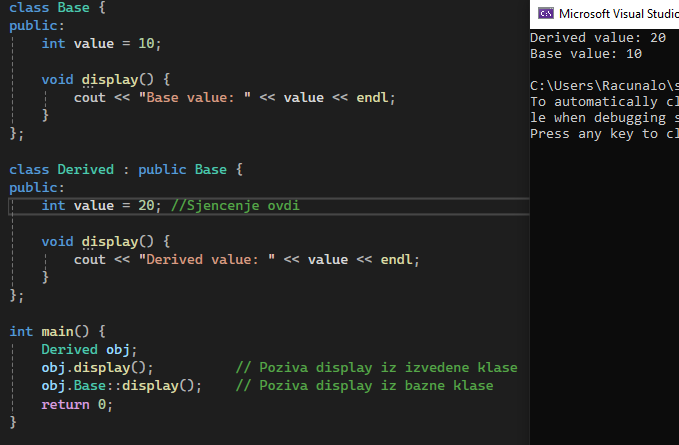 class Base {
public:
    int value = 10;
    void display() {
        cout << "Base value: " << value << endl;
    }
};
class Derived : public Base {
public:
    int value = 20; //Sjencenje ovdi
    void display() {
        cout << "Derived value: " << value << endl;
    }
};
int main() {
    Derived obj;
    obj.display();          // Poziva display iz izvedene klase
    obj.Base::display();    // Poziva display iz bazne klase
    return 0;
}
Microsoft Visual Studio
Derived value: 20
Base value: 10
C:\Users\Racunalo\s
To automatically cl
le when debugging s
Press any key to cl